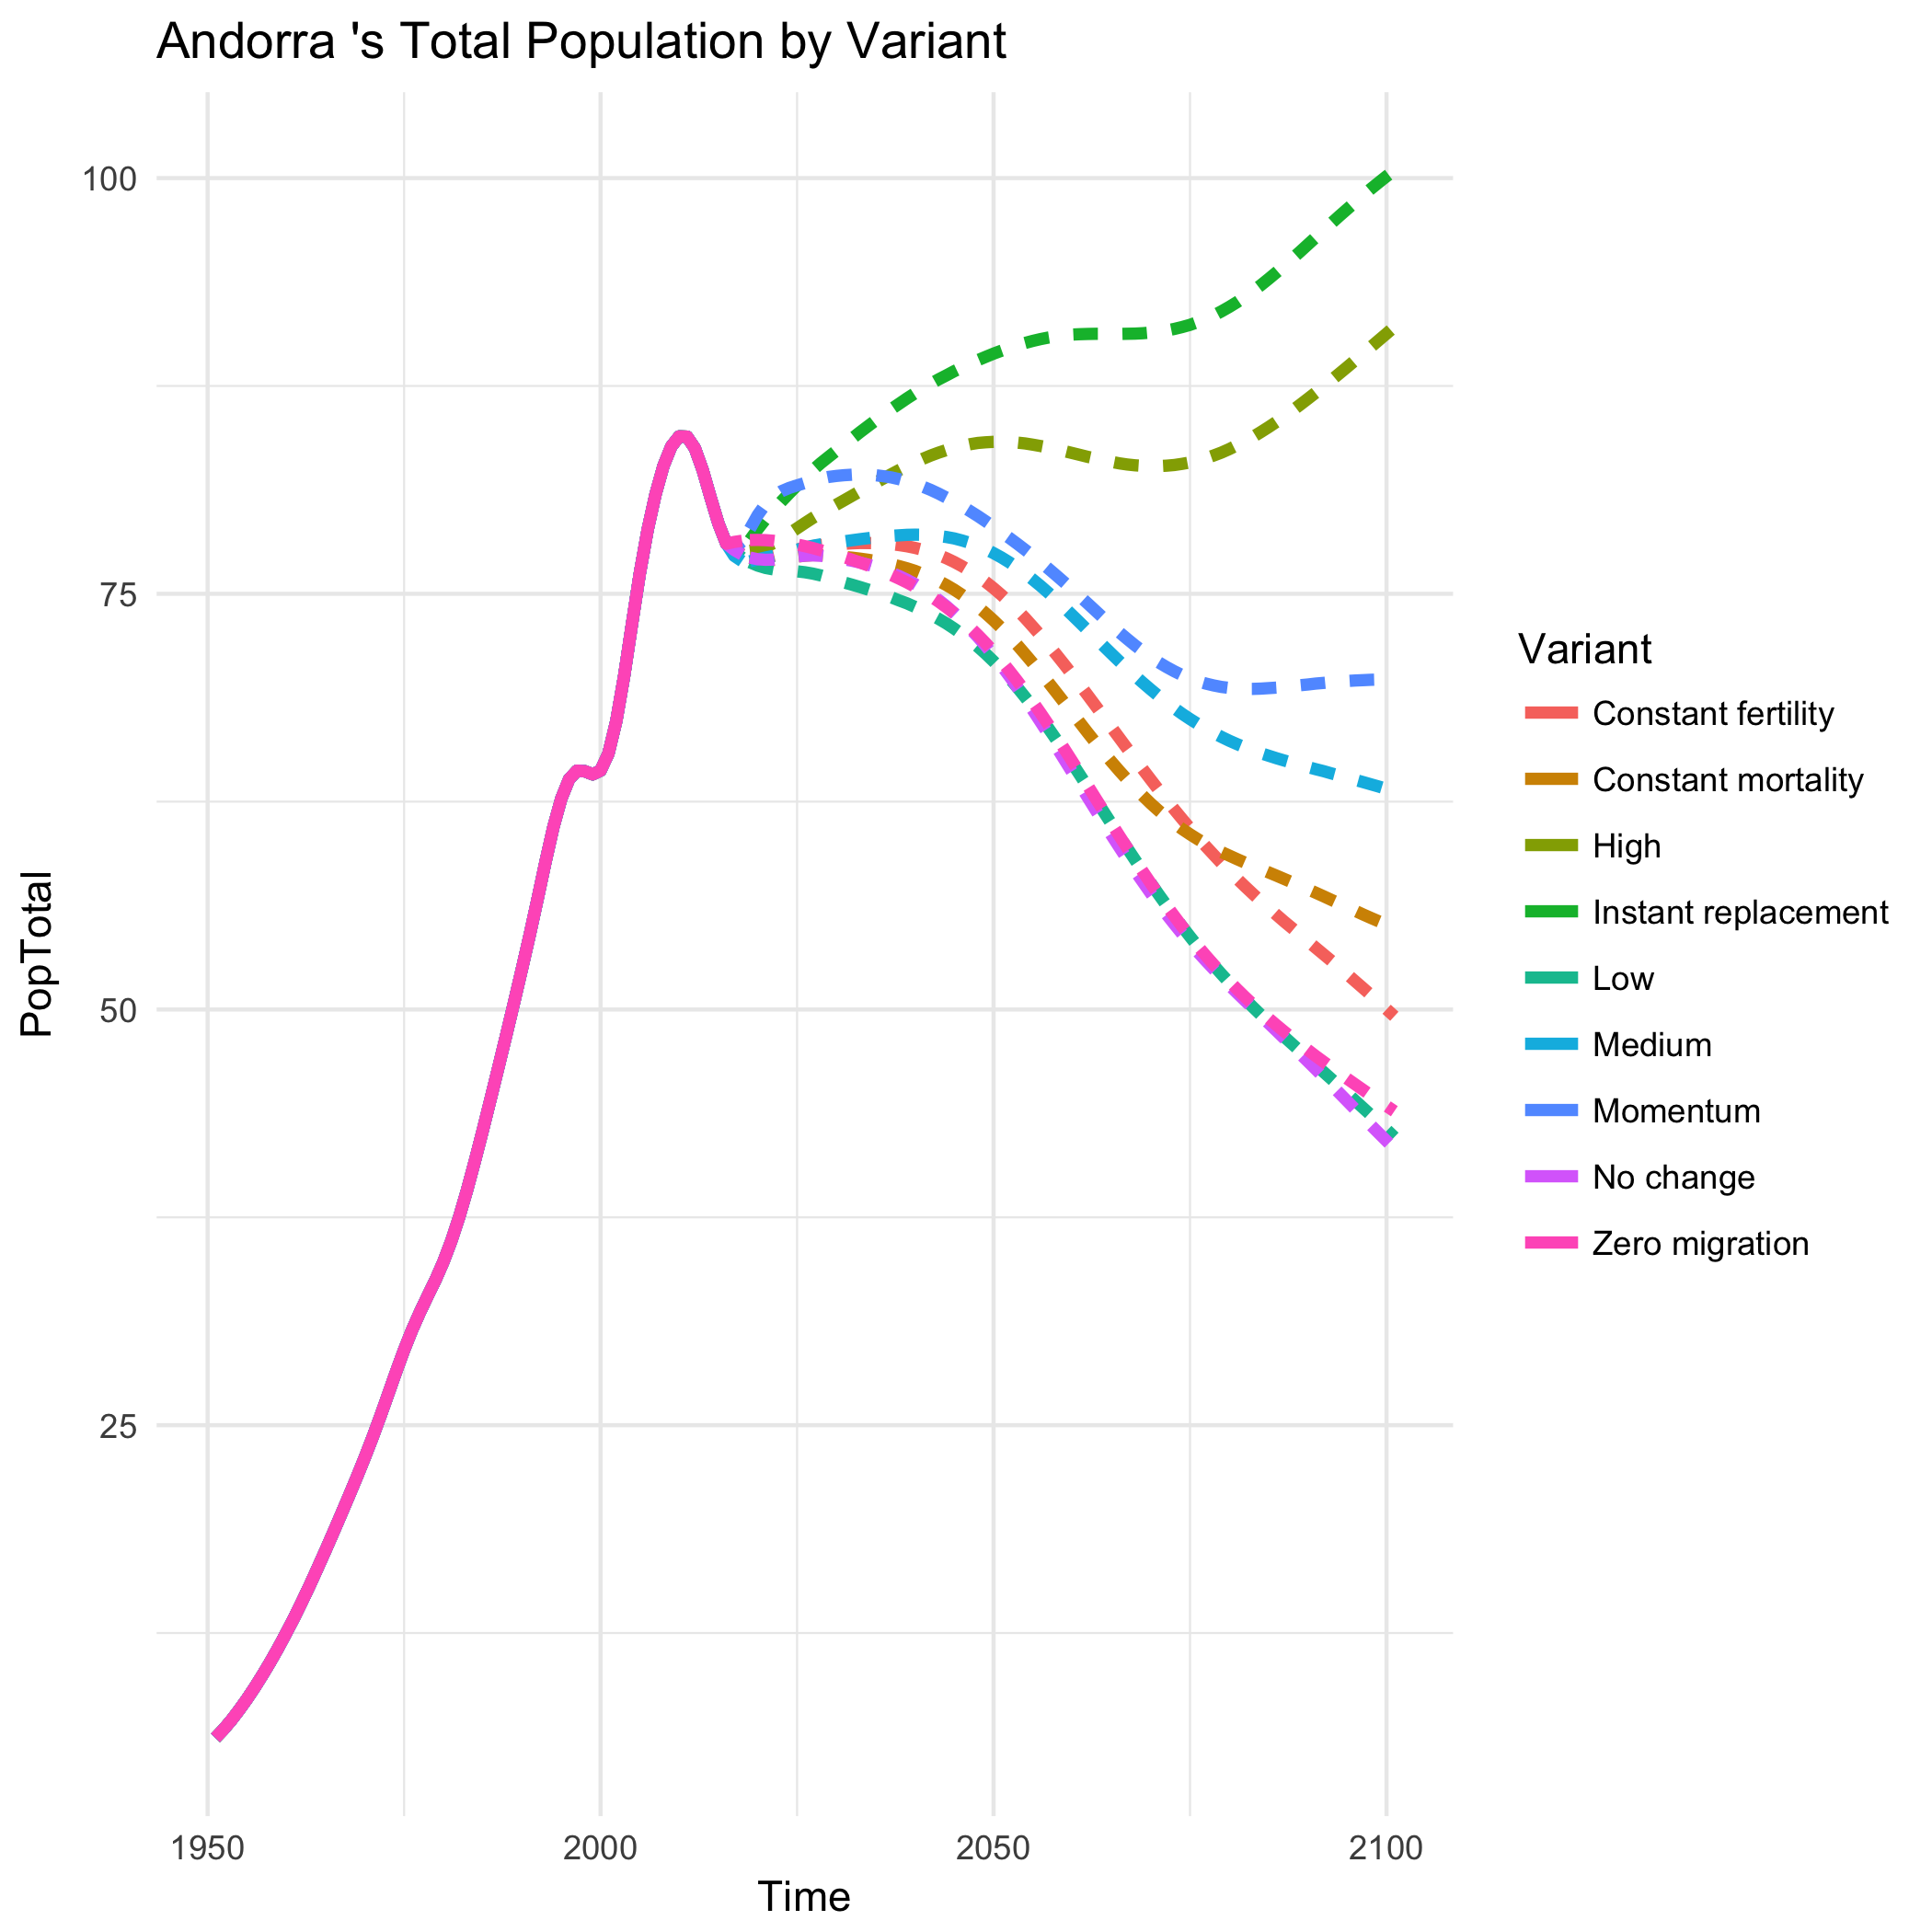 Andorra 's Total Population by Variant
PopTotal
100
75
50
25
1950
2000
2050
2100
Time
Variant
Constant fertility
Constant mortality
High
Instant replacement
Low
Medium
Momentum
No change
Zero migration